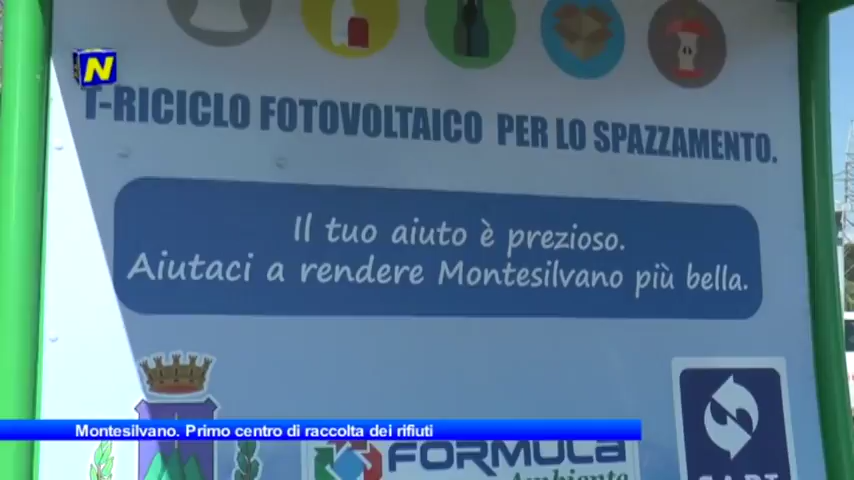 N
T-RICICLO FOTOVOLTAICO PER LO SPAZZAMENTO.
Il tuo aiuto è prezioso.
Aiutaci a rendere Montesilvano più bella.
Montesilvano. Primo centro di raccolta dei rifiuti
FORMULA
Ambiente